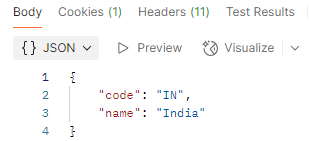 Body Cookies (1) Headers (11) Test Results
{} JSON Preview Visualize
1 {
2 "code": "IN",
3 "name": "India"
4 }